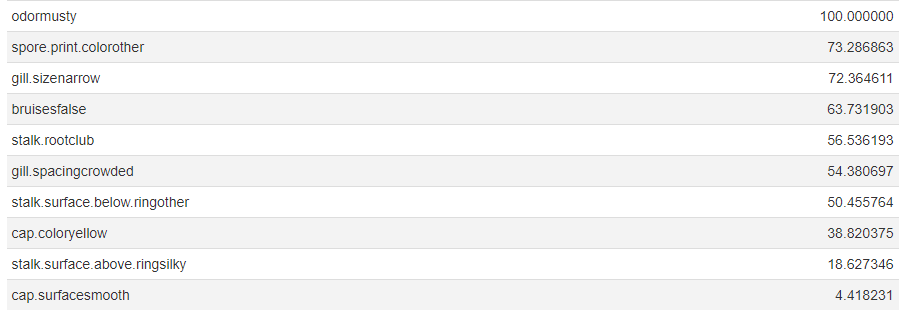 odormusty 100.000000
spore.print.colorother 73.286863
gill.sizenarrow 72.364611
bruisesfalse 63.731903
stalk.rootclub 56.536193
gill.spacingcrowded 54.380697
stalk.surface.below.ringother 50.455764
cap.coloryellow 38.820375
stalk.surface.above.ringsilky 18.627346
cap.surfacesmooth 4.418231